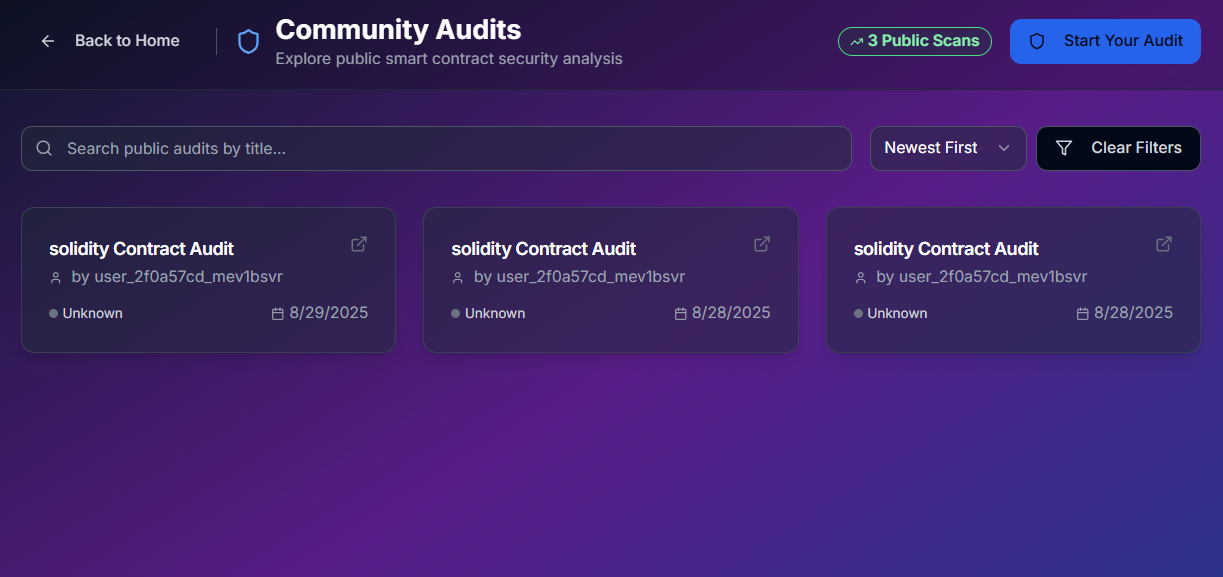 Back to Home
Community Audits
Explore public smart contract security analysis
3 Public Scans
Start Your Audit
Search public audits by title...
Newest First
Clear Filters
solidity Contract Audit
by user_2f0a57cd_mev1bsvr
Unknown
8/29/2025
solidity Contract Audit
by user_2f0a57cd_mev1bsvr
Unknown
8/28/2025
solidity Contract Audit
by user_2f0a57cd_mev1bsvr
Unknown
8/28/2025